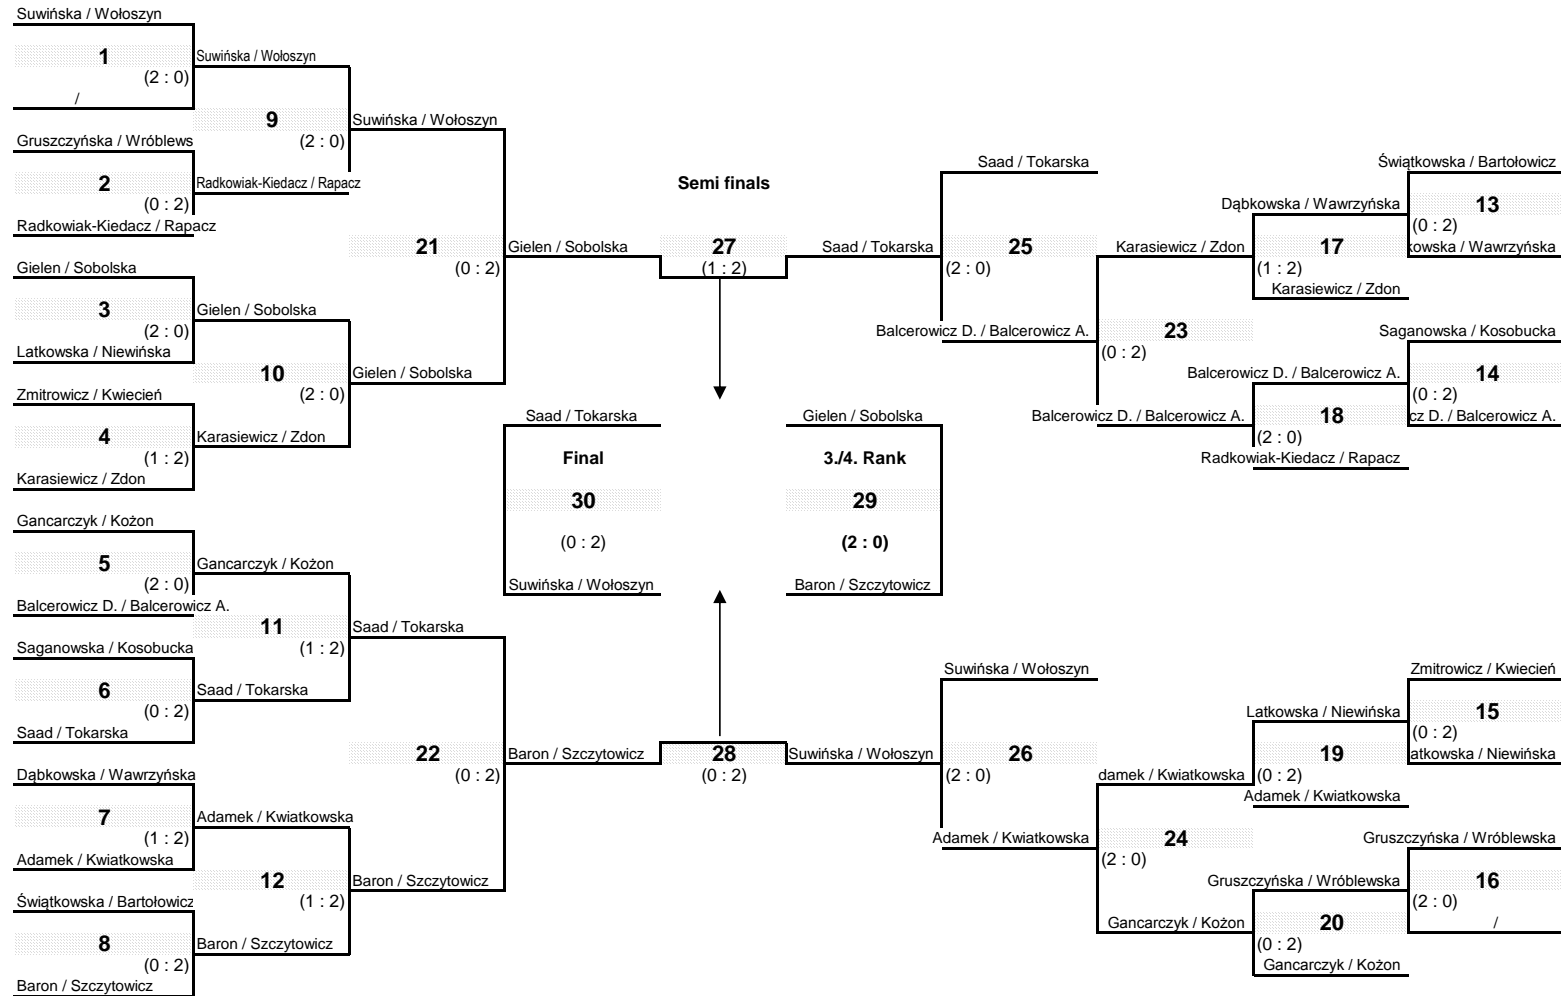 Suwińska / Wołoszyn
1
(2 : 0)
/
Gruszczyńska / Wróblews
2
(0 : 2)
Radkowiak-Kiedacz / Rapacz
Gielen / Sobolska
3
(2 : 0)
Latkowska / Niewińska
Zmitrowicz / Kwiecień
4
(1 : 2)
Karasiewicz / Zdon
Gancarczyk / Kożon
5
(2 : 0)
Balcerowicz D. / Balcerowicz A.
Saganowska / Kosobucka
6
(0 : 2)
Saad / Tokarska
Dąbkowska / Wawrzyńska
7
(1 : 2)
Adamek / Kwiatkowska
Świątkowska / Bartołowicz
8
(0 : 2)
Baron / Szczytowicz
Suwińska / Wołoszyn
9
(2 : 0)
Radkowiak-Kiedacz / Rapacz
Gielen / Sobolska
10
(2 : 0)
Karasiewicz / Zdon
Gancarczyk / Kożon
11
(1 : 2)
Saad / Tokarska
Adamek / Kwiatkowska
12
(1 : 2)
Baron / Szczytowicz
Suwińska / Wołoszyn
21
(0 : 2)
Gielen / Sobolska
Saad / Tokarska
22
(0 : 2)
Baron / Szczytowicz
Semi finals
Gielen / Sobolska
27
(1 : 2)
Saad / Tokarska
Saad / Tokarska
Final
30
(0 : 2)
Suwińska / Wołoszyn
Gielen / Sobolska
3./4. Rank
29
(2 : 0)
Baron / Szczytowicz
Baron / Szczytowicz
28
(0 : 2)
Suwińska / Wołoszyn
Saad / Tokarska
25
(2 : 0)
Balcerowicz D. / Balcerowicz A.
Suwińska / Wołoszyn
26
(2 : 0)
Adamek / Kwiatkowska
Karasiewicz / Zdon
23
(0 : 2)
Balcerowicz D. / Balcerowicz A.
damek / Kwiatkowska
24
(2 : 0)
Gancarczyk / Kożon
Dąbkowska / Wawrzyńska
17
(1 : 2)
Karasiewicz / Zdon
Balcerowicz D. / Balcerowicz A.
18
(2 : 0)
Radkowiak-Kiedacz / Rapacz
Latkowska / Niewińska
19
(0 : 2)
Adamek / Kwiatkowska
Gruszczyńska / Wróblewska
20
(0 : 2)
Gancarczyk / Kożon
Świątkowska / Bartołowicz
13
(0 : 2)
kowska / Wawrzyńska
Saganowska / Kosobucka
14
(0 : 2)
cz D. / Balcerowicz A.
Zmitrowicz / Kwiecień
15
(0 : 2)
atkowska / Niewińska
Gruszczyńska / Wróblewska
16
(2 : 0)
/